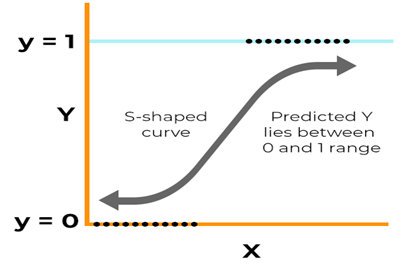 y = 1
Y
S-shaped
curve
Predicted Y
lies between
0 and 1 range
y = 0
X